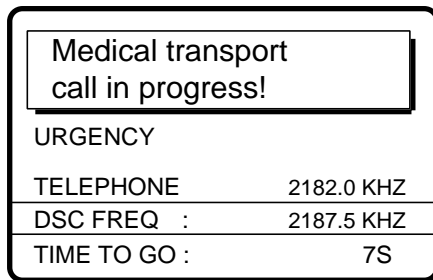 Medical transport
call in progress!
URGENCY
TELEPHONE 2182.0 KHZ
DSC FREQ : 2187.5 KHZ
TIME TO GO : 7S